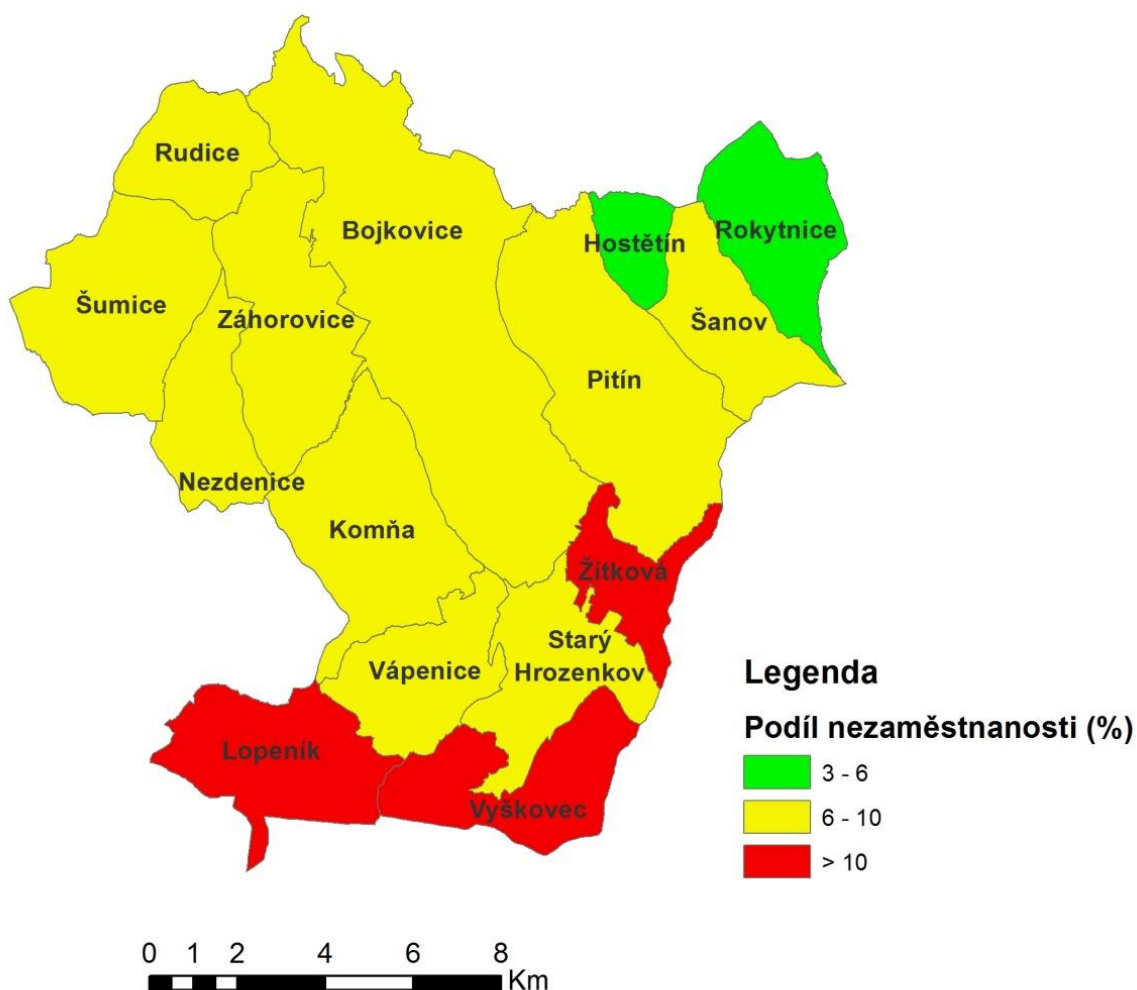 Rudice
Bojkovice
Hostětín
Rokytnice
Šumice
Záhorovice
Šanov
Pitín
Nezdenice
Komňa
Žítková
Starý
Hrozenkov
Vápenice
Lopeník
Vyškovec
Legenda
Podíl nezaměstnanosti (%)
3 - 6
6 - 10
> 10
0 1 2 4 6 8
Km